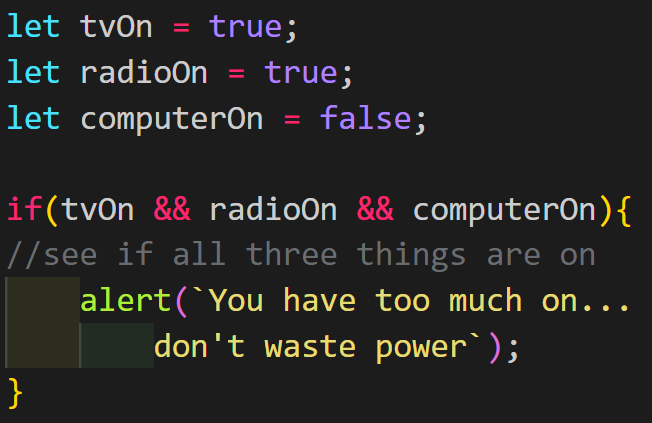 let tvOn = true;
let radioOn = true;
let computerOn = false;

if(tvOn && radioOn && computerOn){
//see if all three things are on
    alert(`You have too much on...
        don't waste power`);
}